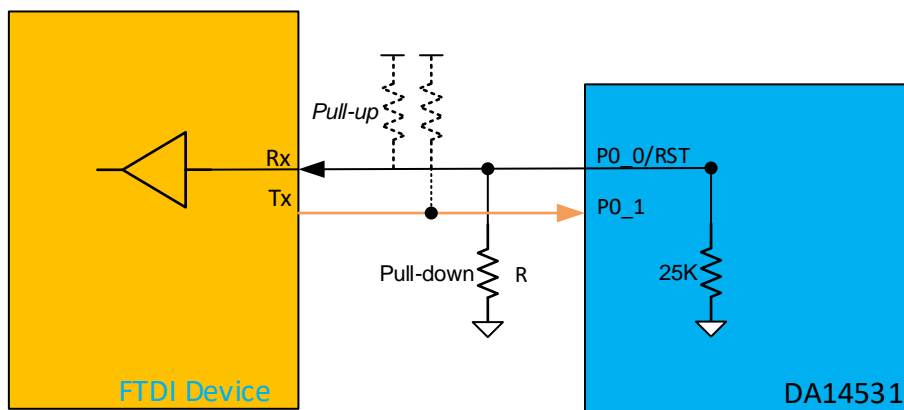 Pull-up
Rx
P0_0/RST
Tx
P0_1
Pull-down
R
25K
FTDI Device
DA14531